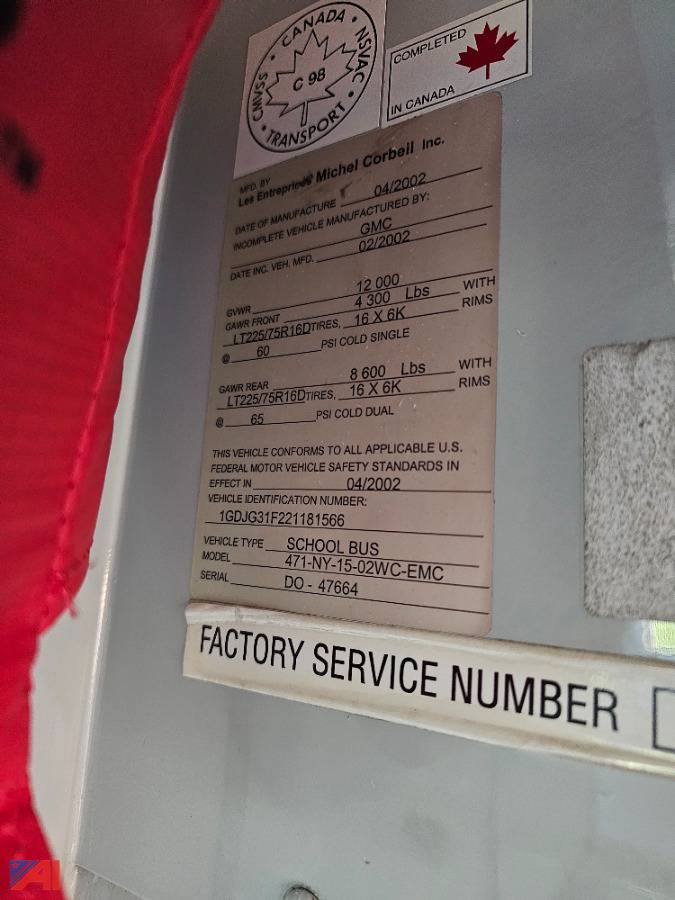 CANADA
CMVSS
NSVAC
C 98
TRANSPORT
COMPLETED
IN CANADA
MFD. BY
Les Entreprises Michel Corbeil Inc.
DATE OF MANUFACTURE 04/2002
INCOMPLETE VEHICLE MANUFACTURED BY:
GMC
DATE INC. VEH. MFD. 02/2002
GVWR 12 000
GAWR FRONT 4 300 Lbs WITH
LT225/75R16D TIRES, 16 X 6K RIMS
@ 60 PSI COLD SINGLE
GAWR REAR 8 600 Lbs WITH
LT225/75R16D TIRES, 16 X 6K RIMS
@ 65 PSI COLD DUAL
THIS VEHICLE CONFORMS TO ALL APPLICABLE U.S.
FEDERAL MOTOR VEHICLE SAFETY STANDARDS IN
EFFECT IN 04/2002
VEHICLE IDENTIFICATION NUMBER:
1GDJG31F221181566
VEHICLE TYPE SCHOOL BUS
MODEL 471-NY-15-02WC-EMC
SERIAL DO - 47664
FACTORY SERVICE NUMBER
AI